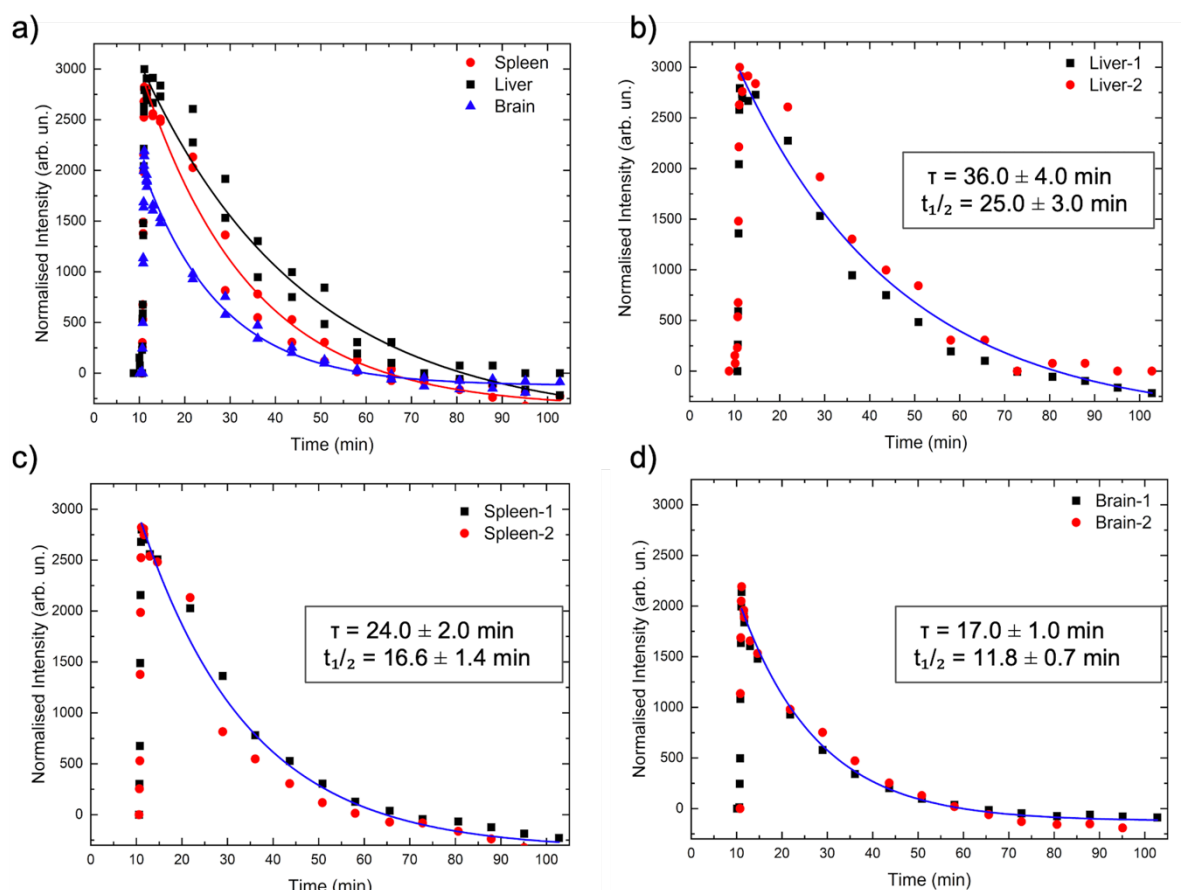 a)
Spleen
Liver
Brain
3000
2500
2000
1500
1000
500
0
Normalised Intensity (arb. un.)
0 10 20 30 40 50 60 70 80 90 100
Time (min)
b)
Liver-1
Liver-2
3000
2500
2000
1500
1000
500
0
Normalised Intensity (arb. un.)
τ = 36.0 ± 4.0 min
t₁/₂ = 25.0 ± 3.0 min
0 10 20 30 40 50 60 70 80 90 100
Time (min)
c)
Spleen-1
Spleen-2
3000
2500
2000
1500
1000
500
0
Normalised Intensity (arb. un.)
τ = 24.0 ± 2.0 min
t₁/₂ = 16.6 ± 1.4 min
0 10 20 30 40 50 60 70 80 90 100
Time (min)
d)
Brain-1
Brain-2
3000
2500
2000
1500
1000
500
0
Normalised Intensity (arb. un.)
τ = 17.0 ± 1.0 min
t₁/₂ = 11.8 ± 0.7 min
0 10 20 30 40 50 60 70 80 90 100
Time (min)